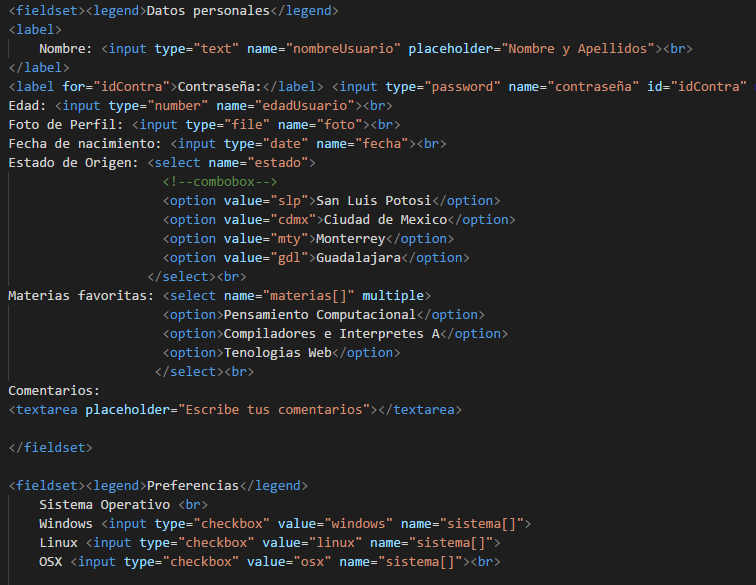 <fieldset><legend>Datos personales</legend>
<label>
    Nombre: <input type="text" name="nombreUsuario" placeholder="Nombre y Apellidos"><br>
</label>
<label for="idContra">Contraseña:</label> <input type="password" name="contraseña" id="idContra"
Edad: <input type="number" name="edadUsuario"><br>
Foto de Perfil: <input type="file" name="foto"><br>
Fecha de nacimiento: <input type="date" name="fecha"><br>
Estado de Origen: <select name="estado">
                    <!--combobox-->
                    <option value="slp">San Luis Potosi</option>
                    <option value="cdmx">Ciudad de Mexico</option>
                    <option value="mty">Monterrey</option>
                    <option value="gdl">Guadalajara</option>
                  </select><br>
Materias favoritas: <select name="materias[]" multiple>
                    <option>Pensamiento Computacional</option>
                    <option>Compiladores e Interpretes A</option>
                    <option>Tenologias Web</option>
                   </select><br>
Comentarios:
<textarea placeholder="Escribe tus comentarios"></textarea>

</fieldset>

<fieldset><legend>Preferencias</legend>
    Sistema Operativo <br>
    Windows <input type="checkbox" value="windows" name="sistema[]">
    Linux <input type="checkbox" value="linux" name="sistema[]">
    OSX <input type="checkbox" value="osx" name="sistema[]"><br>